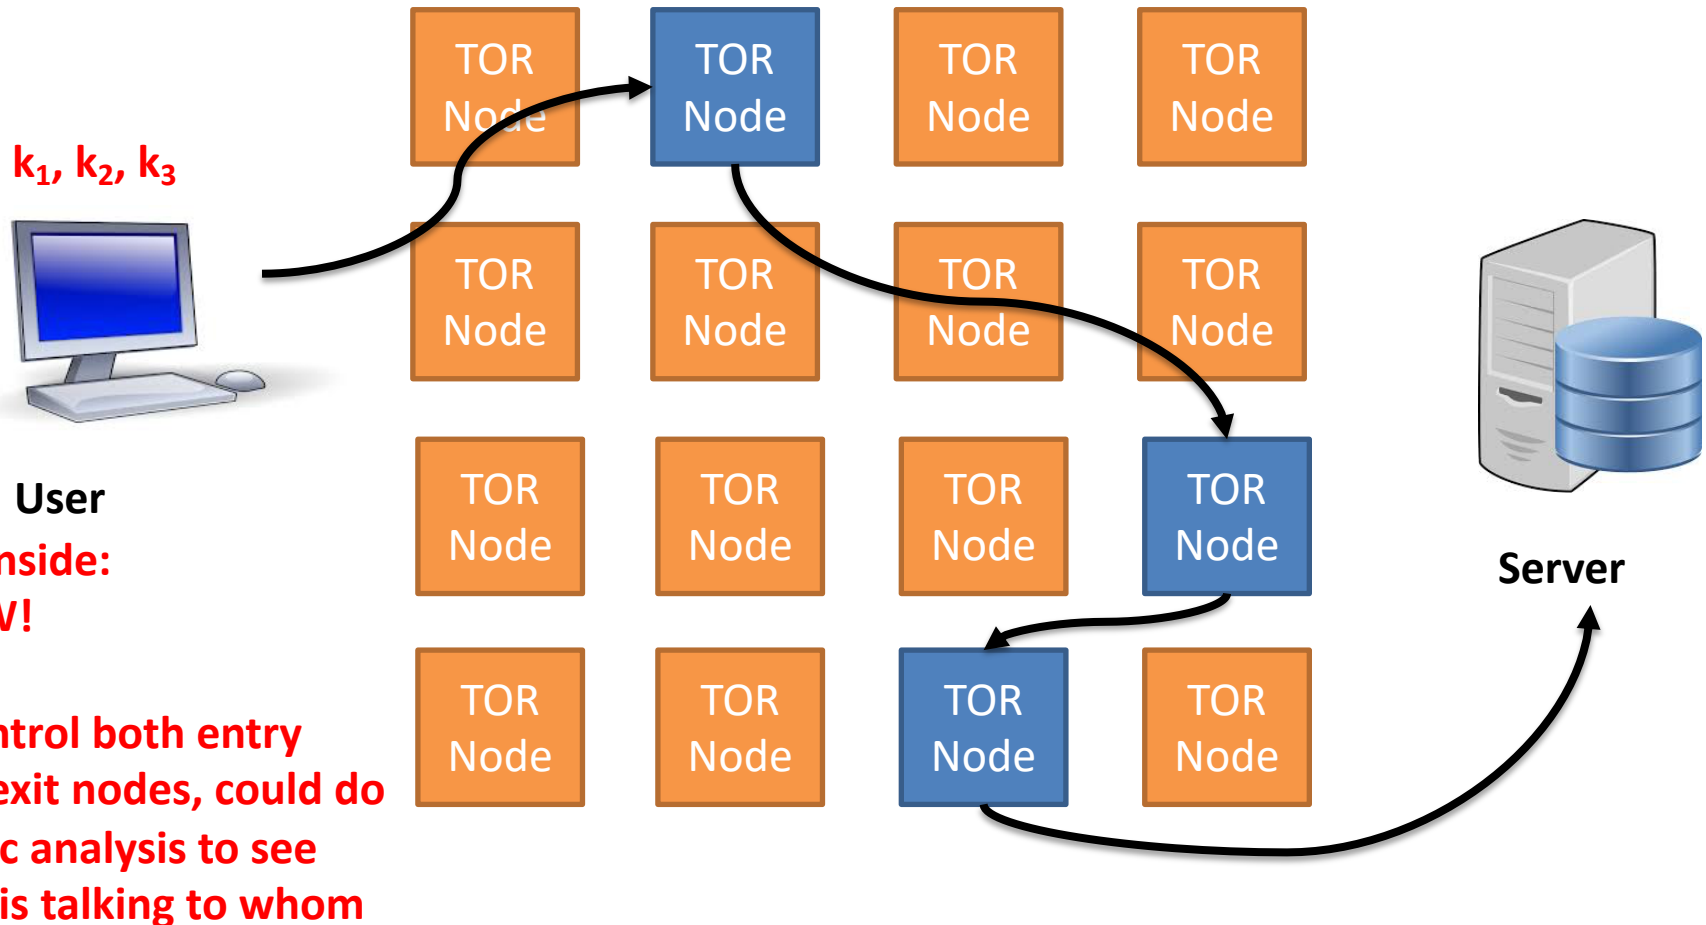 TOR TOR TOR TOR
Node Node Node Node
k₁, k₂, k₃
TOR TOR TOR TOR
Node Node Node Node
User
TOR TOR TOR TOR
Node Node Node Node
Server
nside:
W!
TOR TOR TOR TOR
Node Node Node Node
ntrol both entry
exit nodes, could do
c analysis to see
is talking to whom